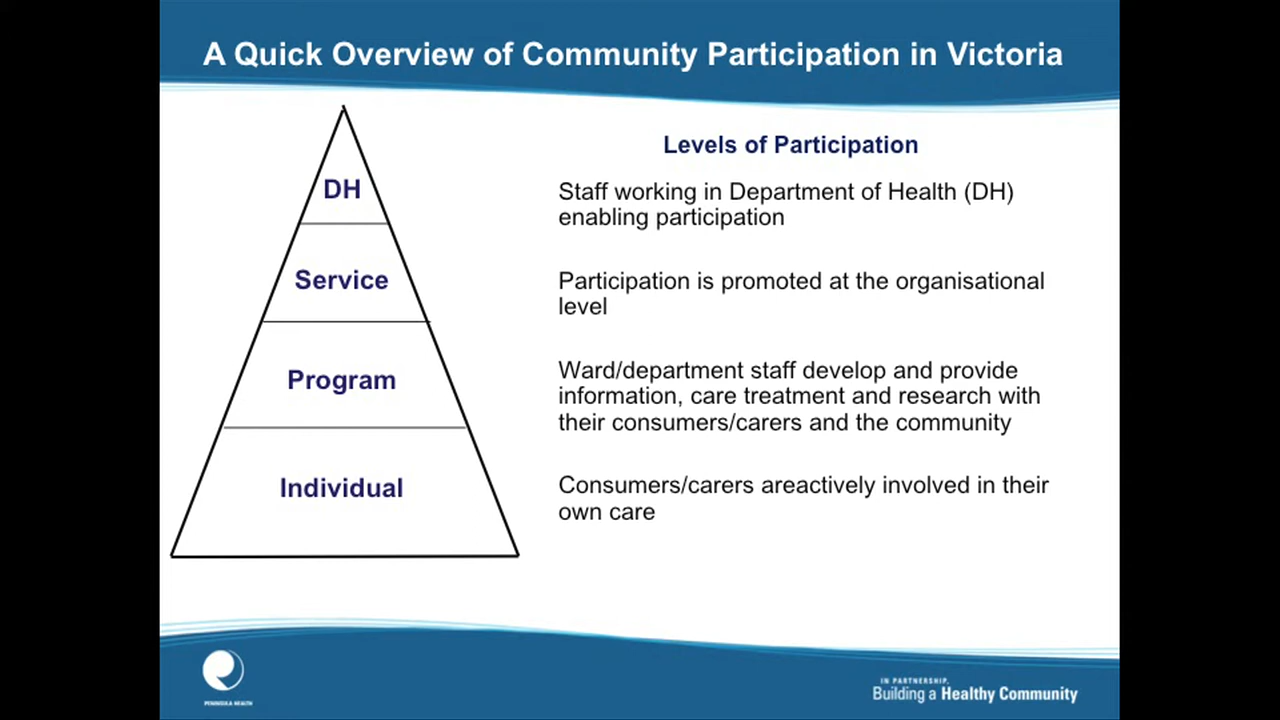 A Quick Overview of Community Participation in Victoria
Levels of Participation
DH
Staff working in Department of Health (DH)
enabling participation
Service
Participation is promoted at the organisational
level
Program
Ward/department staff develop and provide
information, care treatment and research with
their consumers/carers and the community
Individual
Consumers/carers areactively involved in their
own care
PENINSULA HEALTH
IN PARTNERSHIP,
Building a Healthy Community